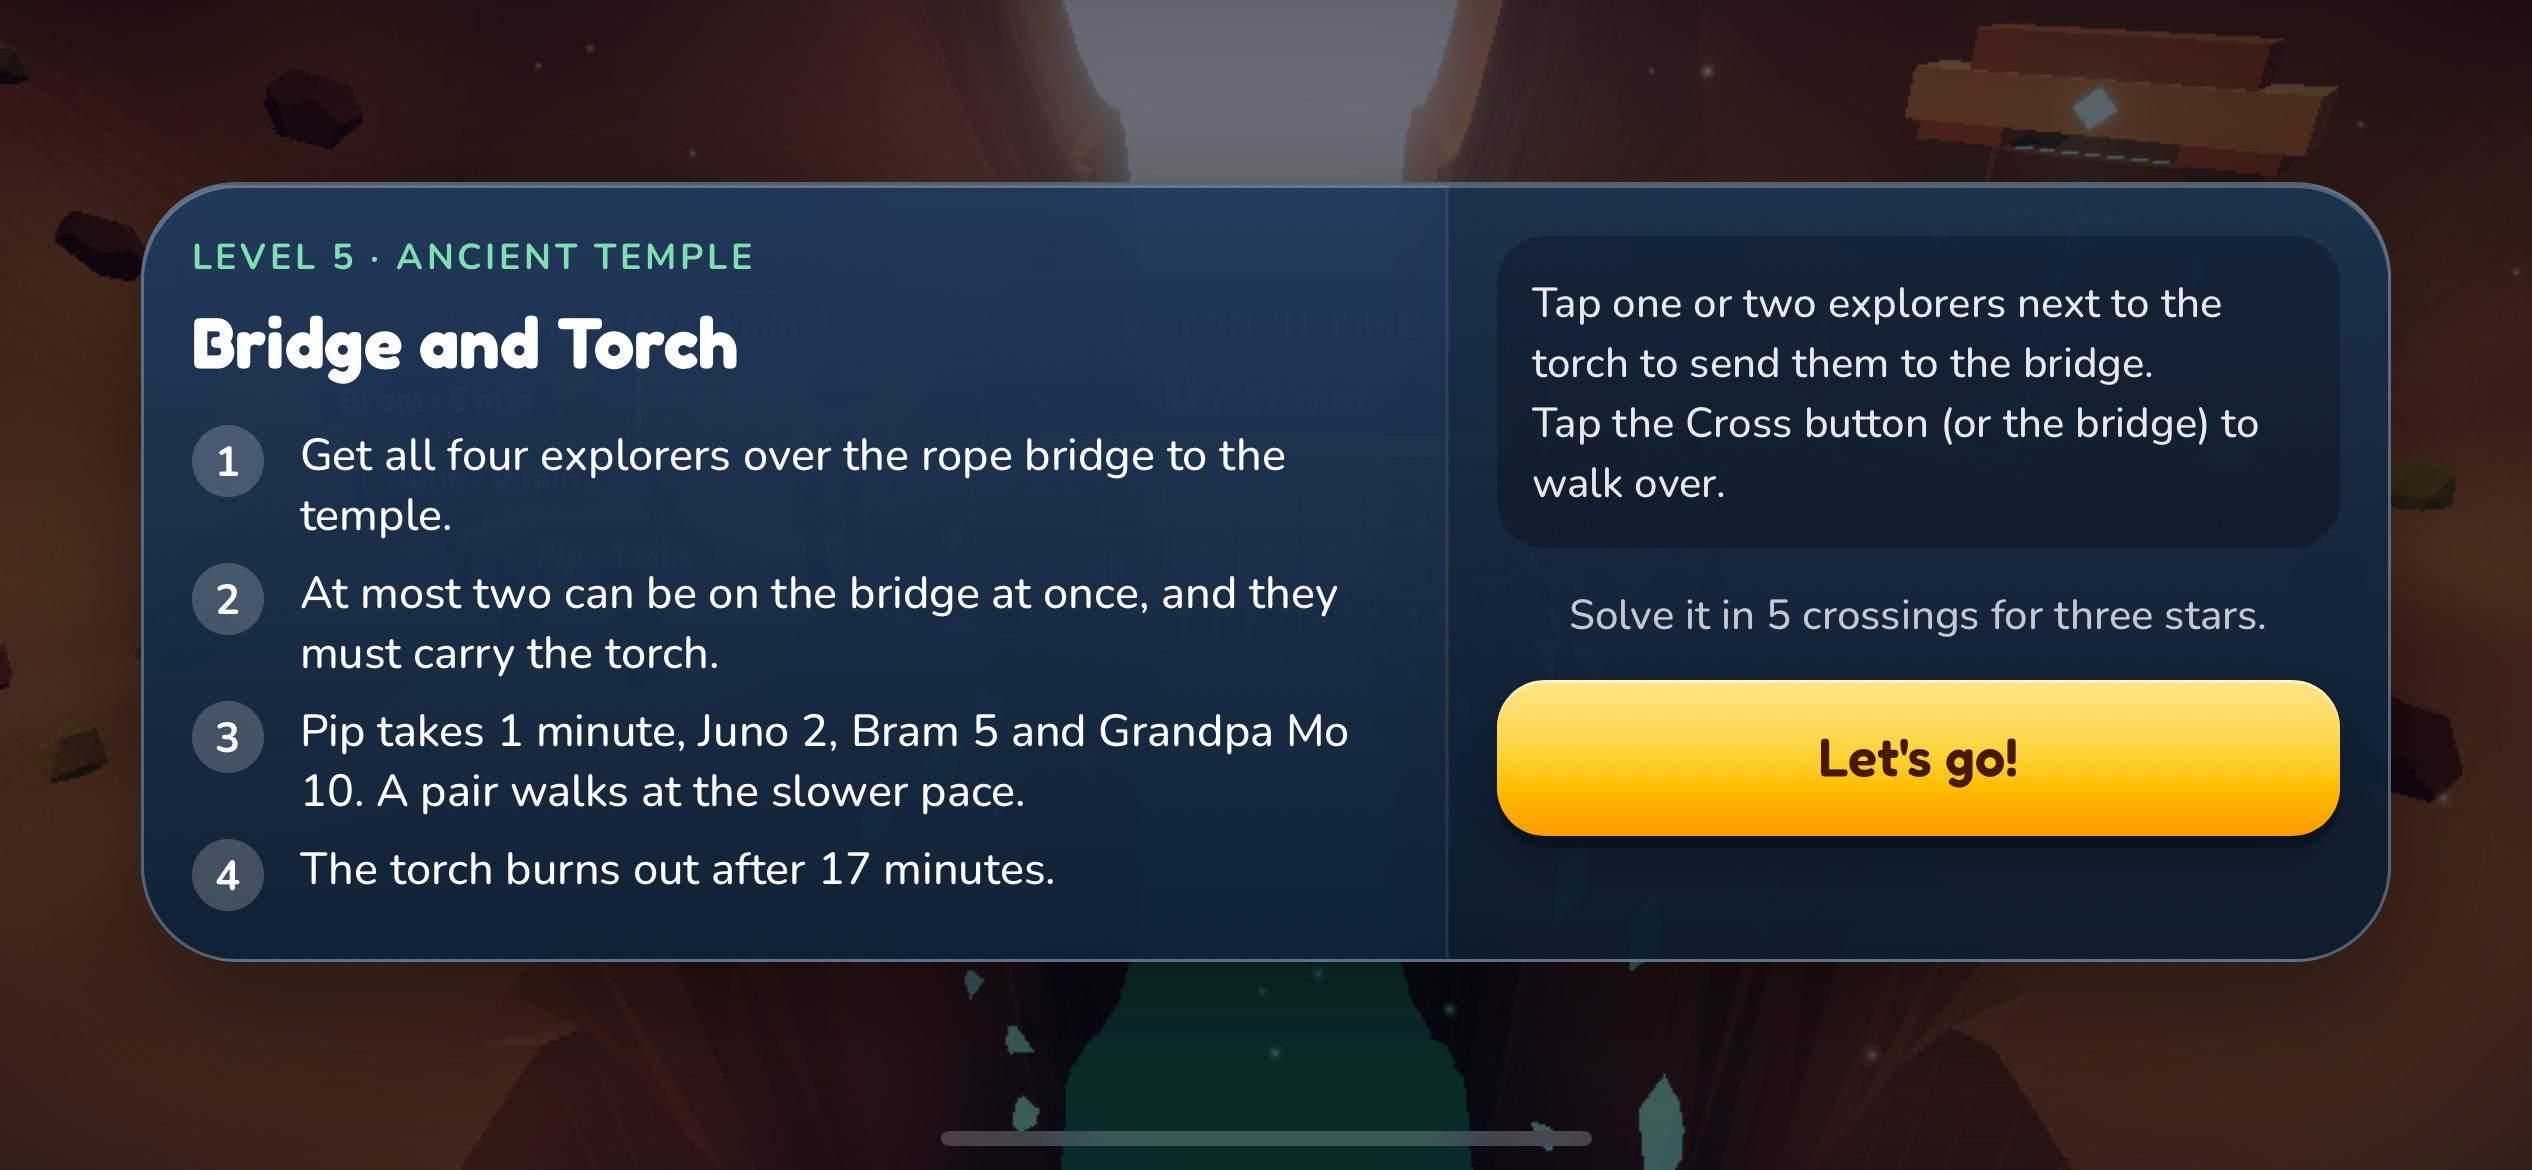 LEVEL 5 · ANCIENT TEMPLE
Bridge and Torch
1 Get all four explorers over the rope bridge to the
temple.
2 At most two can be on the bridge at once, and they
must carry the torch.
3 Pip takes 1 minute, Juno 2, Bram 5 and Grandpa Mo
10. A pair walks at the slower pace.
4 The torch burns out after 17 minutes.
Tap one or two explorers next to the
torch to send them to the bridge.
Tap the Cross button (or the bridge) to
walk over.
Solve it in 5 crossings for three stars.
Let's go!